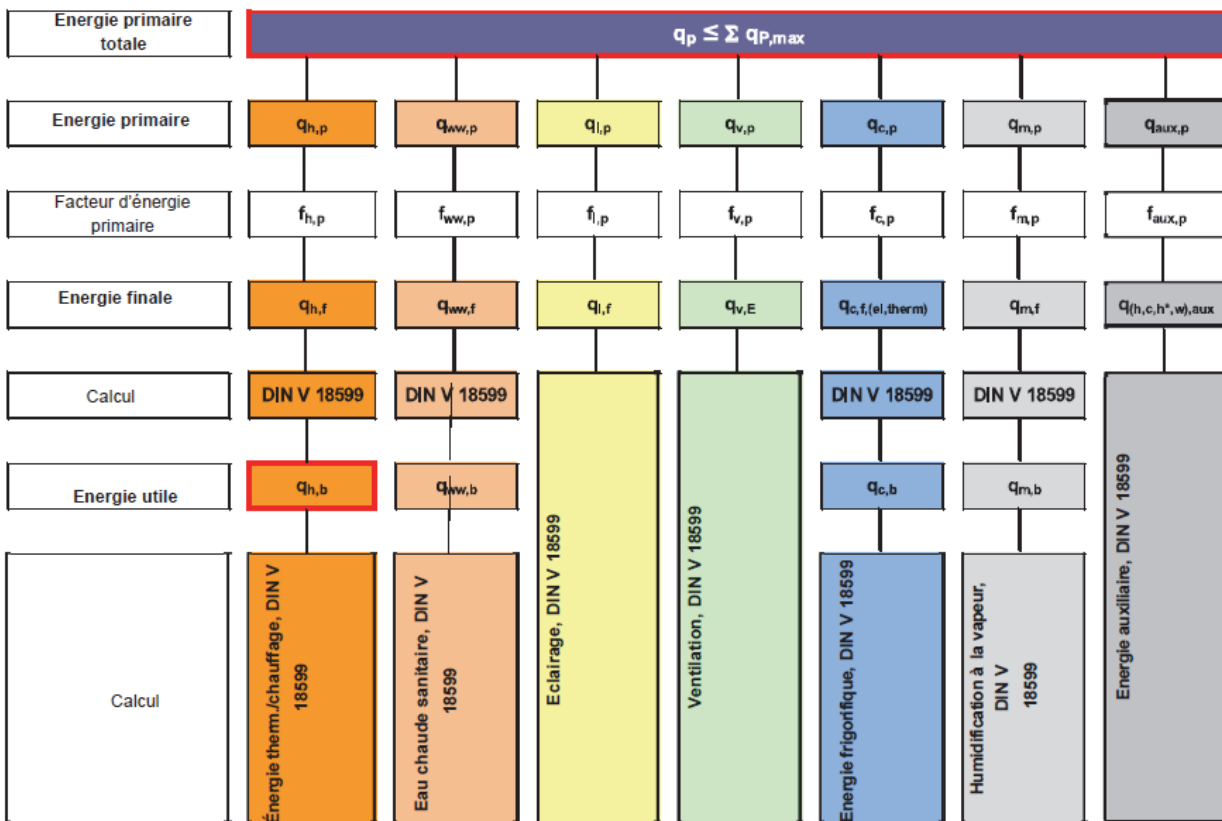 Energie primaire
totale
qp ≤ Σ qP,max
Energie primaire
qh,p
qww,p
ql,p
qv,p
qc,p
qm,p
qaux,p
Facteur d'énergie
primaire
fh,p
fww,p
fl,p
fv,p
fc,p
fm,p
faux,p
Energie finale
qh,f
qww,f
ql,f
qv,E
qc,f,(el,therm)
qm,f
q(h,c,h*,w),aux
Calcul
DIN V 18599
DIN V 18599
DIN V 18599
DIN V 18599
Energie utile
qh,b
qww,b
qc,b
qm,b
Calcul
Énergie therm./chauffage, DIN V
18599
Eau chaude sanitaire, DIN V
18599
Eclairage, DIN V 18599
Ventilation, DIN V 18599
Energie frigorifique, DIN V 18599
Humidification à la vapeur,
DIN V
18599
Energie auxiliaire, DIN V 18599